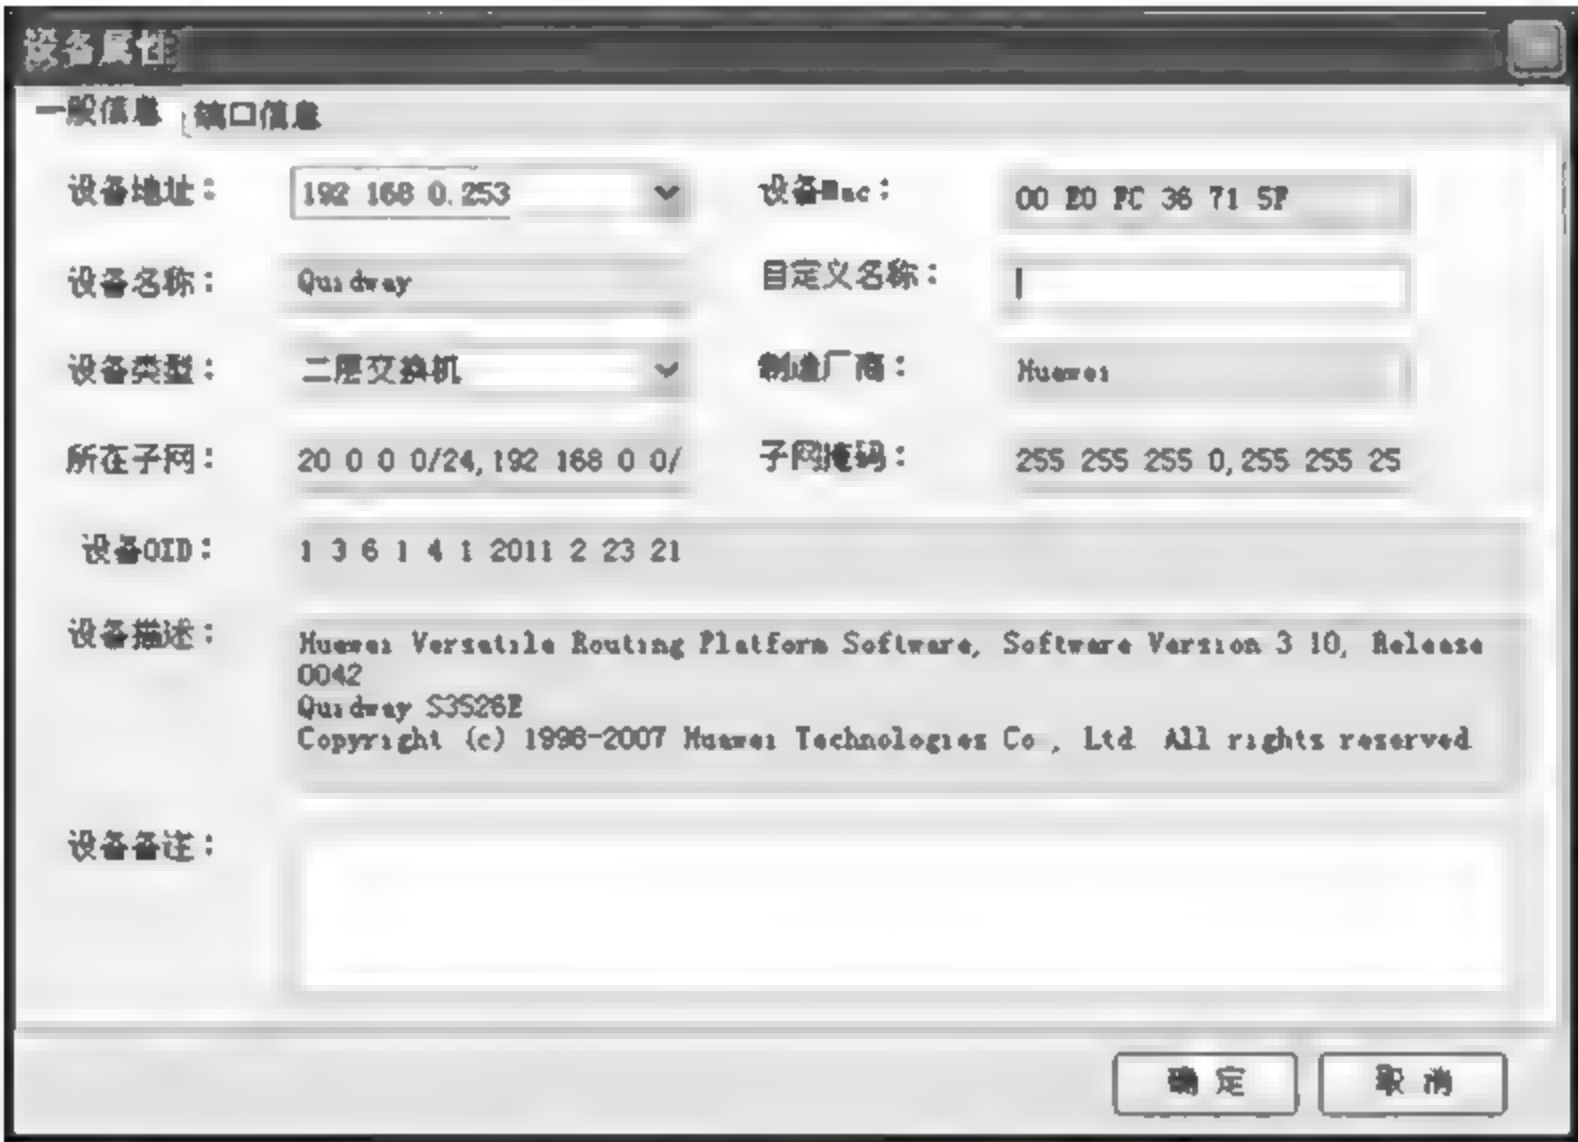 设备属性
一般信息 端口信息
设备地址： 192 168 0.253 设备Mac： 00 E0 FC 36 71 5F
设备名称： Quidway 自定义名称：
设备类型： 二层交换机 制造厂商： Huawei
所在子网： 20 0 0 0/24,192 168 0 0/ 子网掩码： 255 255 255 0,255 255 25
设备OID： 1 3 6 1 4 1 2011 2 23 21
设备描述： Huawei Versatile Routing Platform Software, Software Version 3 10, Release
0042
Quidway S3526E
Copyright (c) 1998-2007 Huawei Technologies Co , Ltd All rights reserved
设备备注：
确 定 取 消